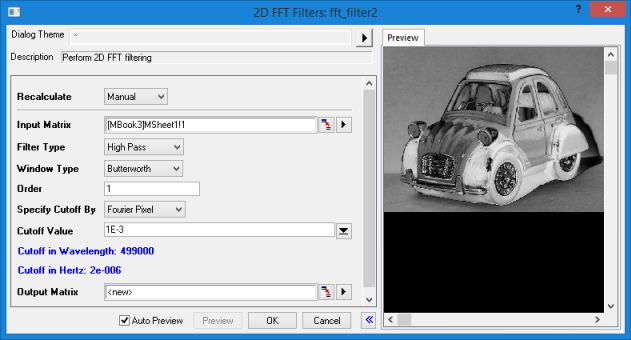 2D FFT Filters: fft_filter2
? ×
Dialog Theme *
Description Perform 2D FFT filtering
Recalculate Manual
Input Matrix [MBook3]MSheet1!1
Filter Type High Pass
Window Type Butterworth
Order 1
Specify Cutoff By Fourier Pixel
Cutoff Value 1E-3
Cutoff in Wavelength: 499000
Cutoff in Hertz: 2e-006
Output Matrix <new>
Auto Preview Preview OK Cancel
Preview